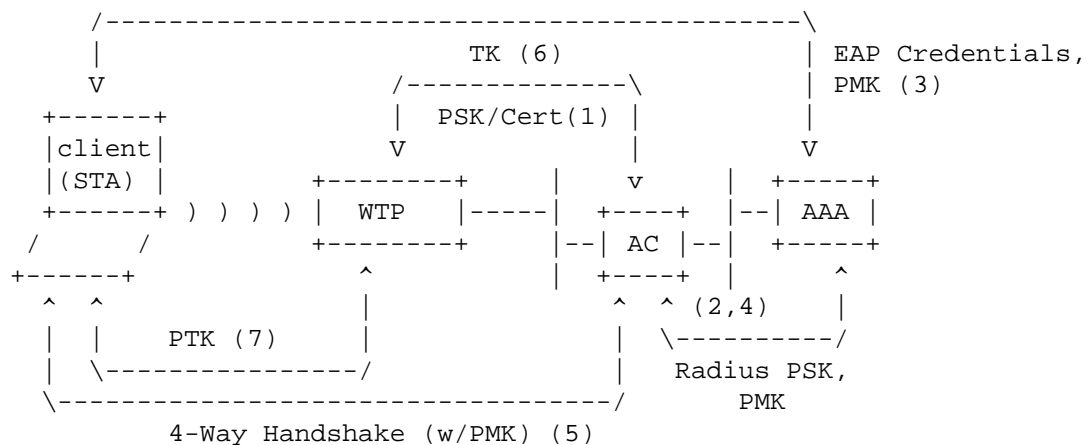 TK (6)
EAP Credentials,
PMK (3)
PSK/Cert(1)
V
V
V
client
(STA)
v
) ) ) )
WTP
AC
AAA
(2,4)
PTK (7)
Radius PSK,
PMK
4-Way Handshake (w/PMK) (5)